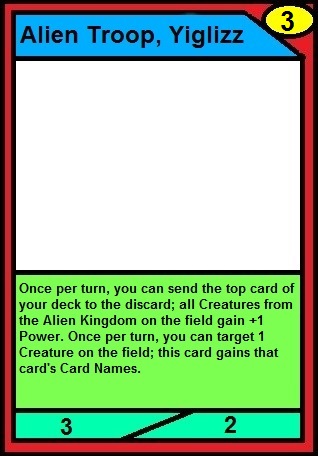 Alien Troop, Yiglizz
3
Once per turn, you can send the top card of
your deck to the discard; all Creatures from
the Alien Kingdom on the field gain +1
Power. Once per turn, you can target 1
Creature on the field; this card gains that
card's Card Names.
3
2